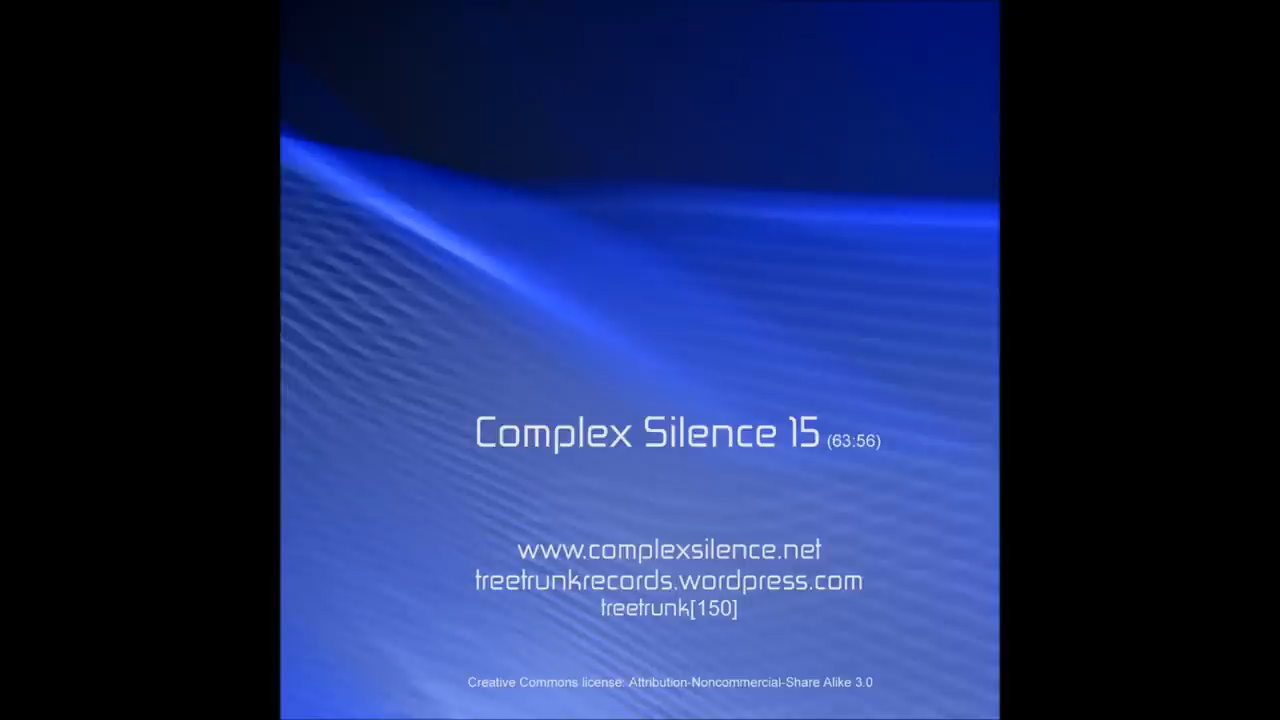 Complex Silence 15 (63:56)
www.complexsilence.net
treetrunkrecords.wordpress.com
treetrunk[150]
Creative Commons license: Attribution-Noncommercial-Share Alike 3.0